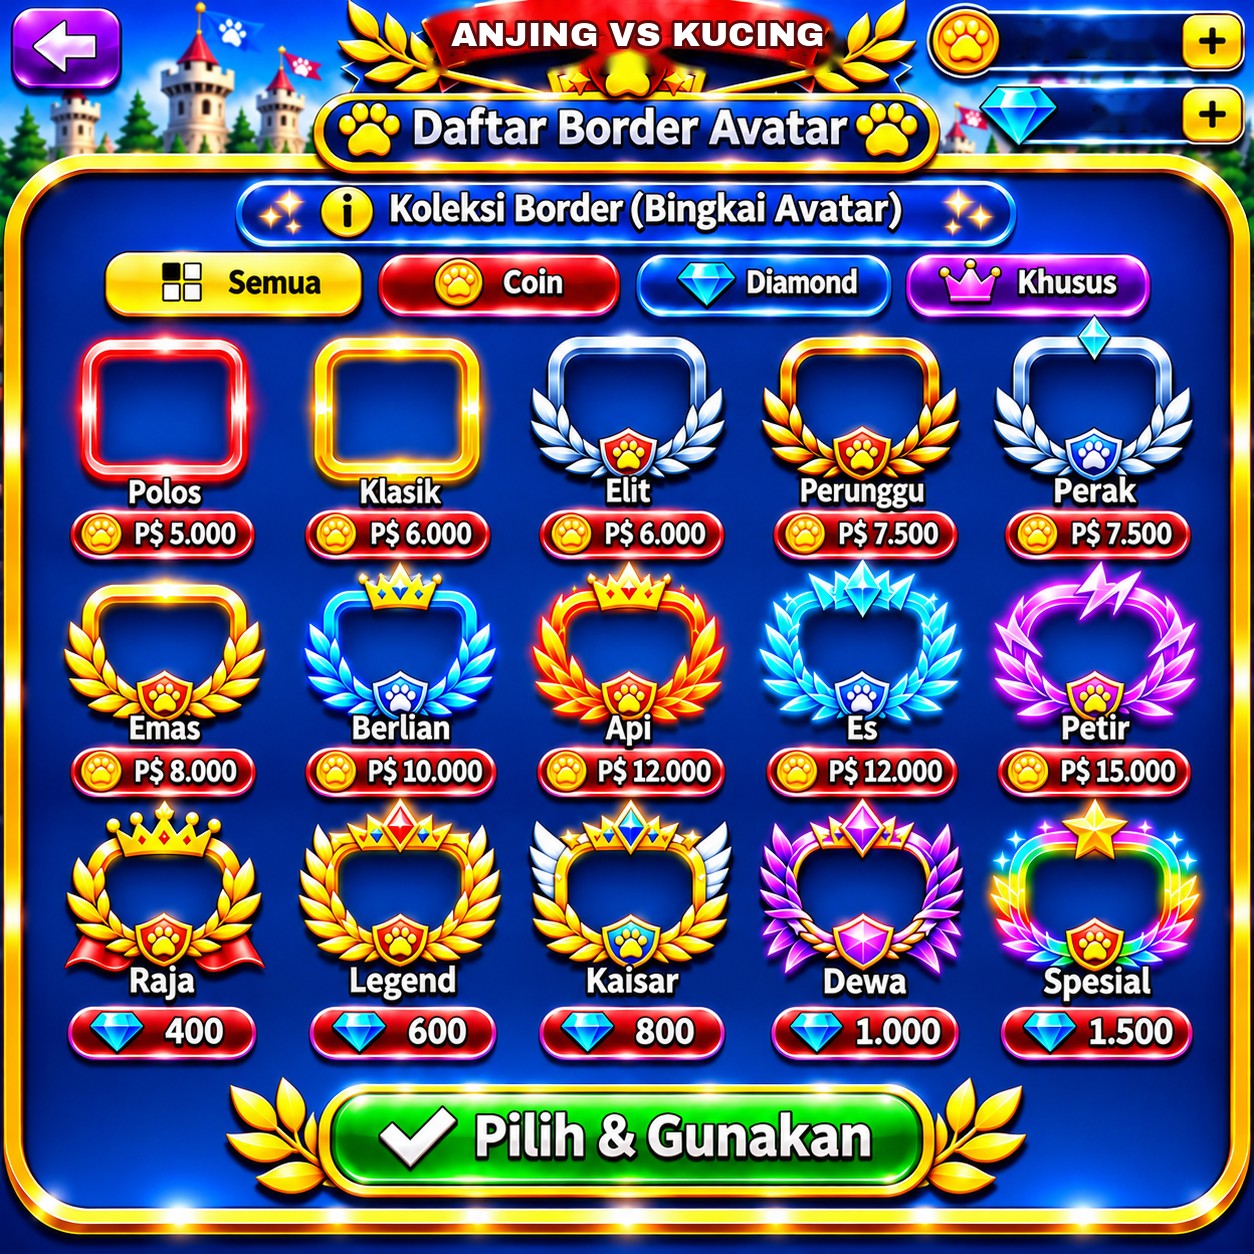 ANJING VS KUCING
Daftar Border Avatar
i Koleksi Border (Bingkai Avatar)
Semua Coin Diamond Khusus
Polos Klasik Elit Perunggu Perak
P$ 5.000 P$ 6.000 P$ 6.000 P$ 7.500 P$ 7.500
Emas Berlian Api Es Petir
P$ 8.000 P$ 10.000 P$ 12.000 P$ 12.000 P$ 15.000
Raja Legend Kaisar Dewa Spesial
400 600 800 1.000 1.500
Pilih & Gunakan